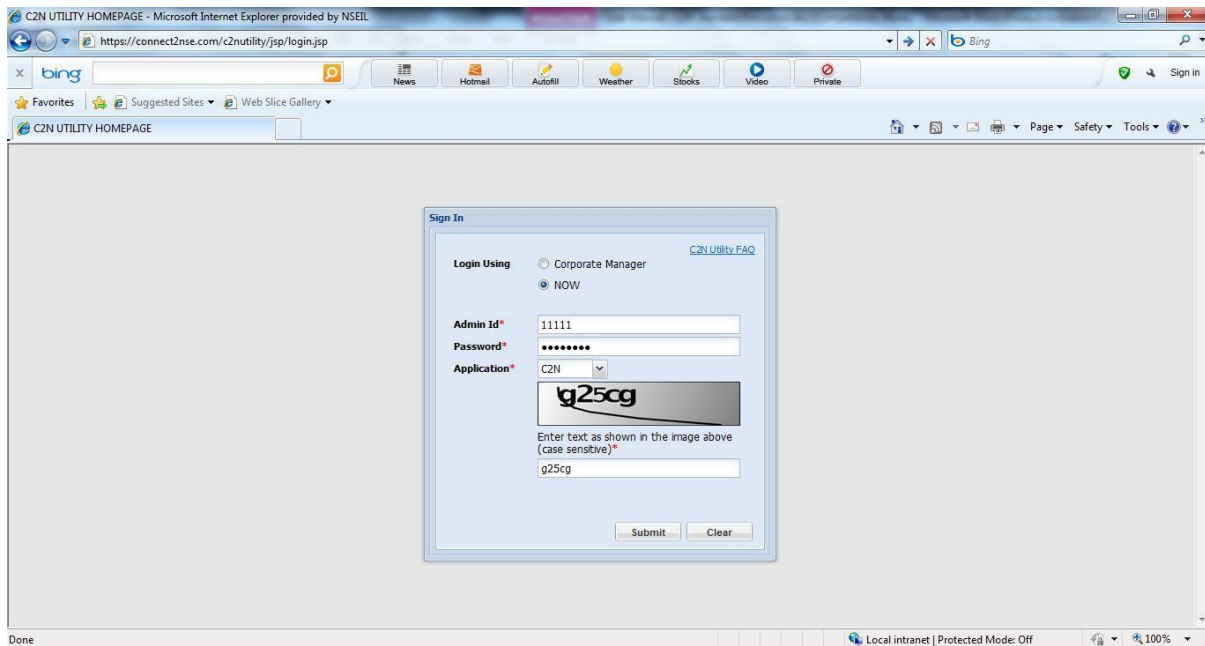 C2N UTILITY HOMEPAGE - Microsoft Internet Explorer provided by NSEIL
https://connect2nse.com/c2nutility/jsp/login.jsp
Bing
x bing
News Hotmail Autofill Weather Stocks Video Private
Sign in
Favorites Suggested Sites Web Slice Gallery
C2N UTILITY HOMEPAGE
Page Safety Tools
Sign In
C2N Utility FAQ
Login Using Corporate Manager
NOW
Admin Id* 11111
Password* ••••••••
Application* C2N
g25cg
Enter text as shown in the image above
(case sensitive)*
g25cg
Submit Clear
Done Local intranet | Protected Mode: Off 100%